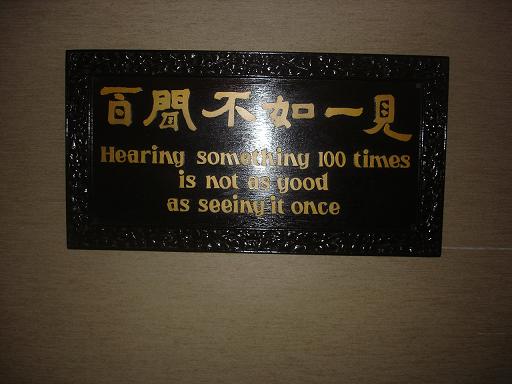 百聞不如一見
Hearing something 100 times
is not as good
as seeing it once